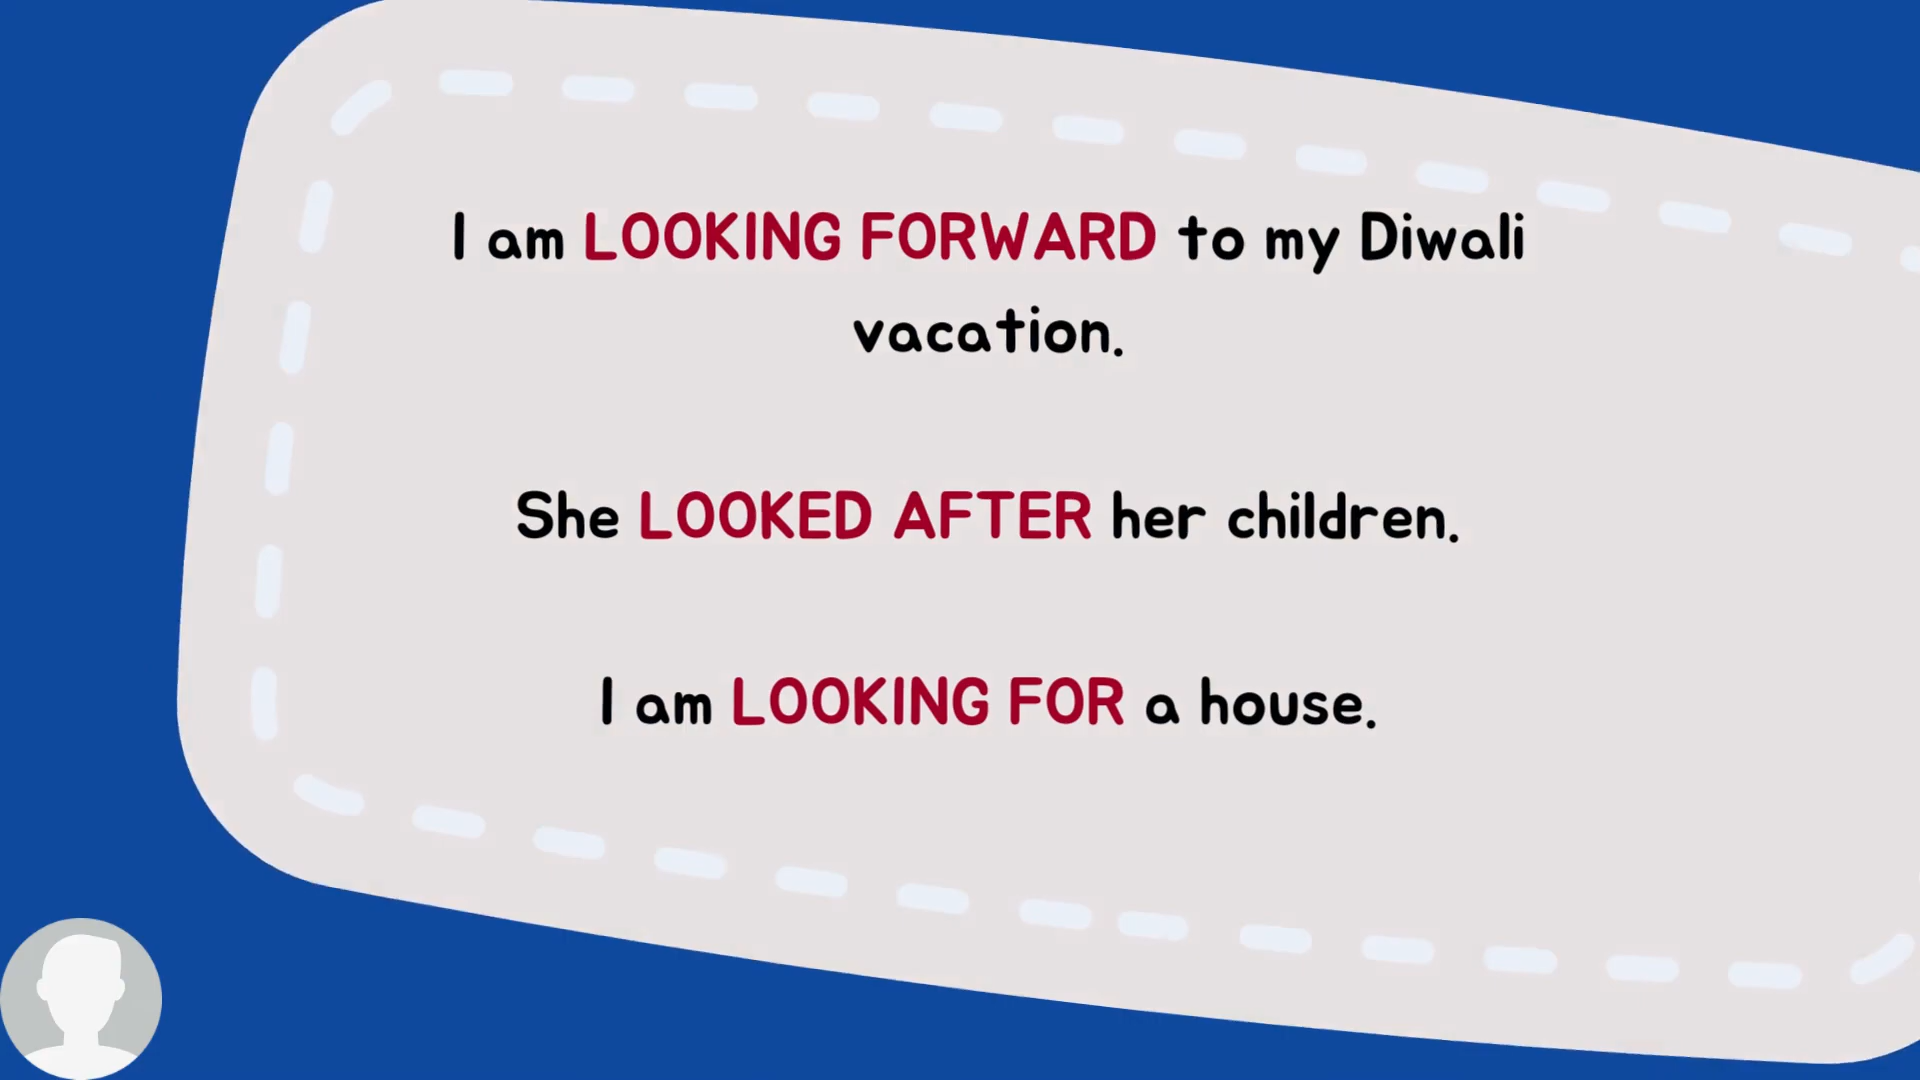 I am LOOKING FORWARD to my Diwali
vacation.
She LOOKED AFTER her children.
I am LOOKING FOR a house.